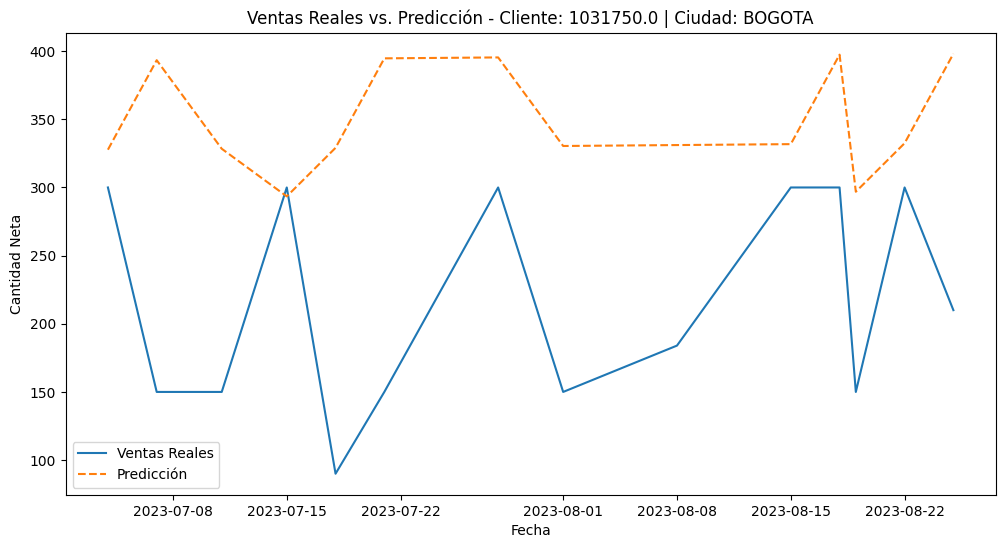 Ventas Reales vs. Predicción - Cliente: 1031750.0 | Ciudad: BOGOTA
400
350
300
250
200
150
100
Cantidad Neta
Ventas Reales
Predicción
2023-07-08
2023-07-15
2023-07-22
2023-08-01
2023-08-08
2023-08-15
2023-08-22
Fecha